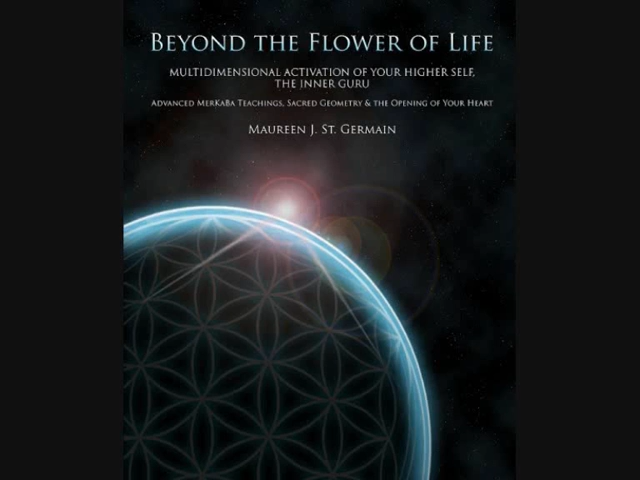 Beyond the Flower of Life
multidimensional activation of your higher self,
the inner guru
Advanced MerKaBa Teachings, Sacred Geometry & the Opening of Your Heart
Maureen J. St. Germain